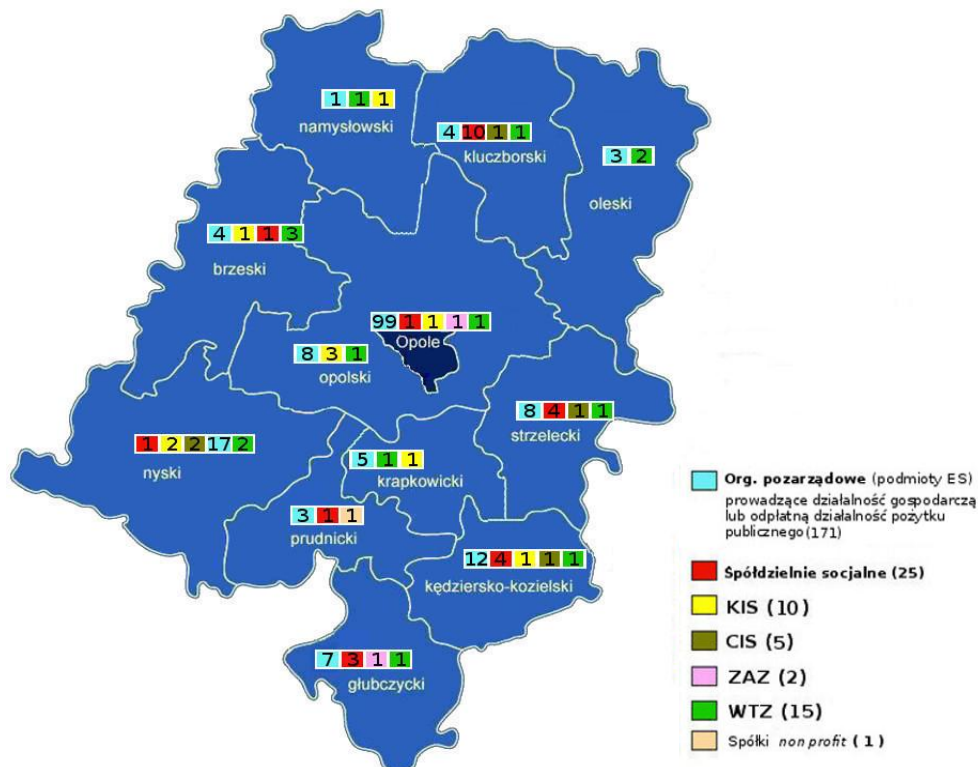 1 1 1
namysłowski
4 10 1 1
kluczborski
3 2
oleski
4 1 1 3
brzeski
99 1 1 1 1
Opole
8 3 1
opolski
8 4 1 1
strzelecki
1 2 2 17 2
nyski
5 1 1
krapkowicki
3 1 1
prudnicki
12 4 1 1 1
kędziersko-kozielski
7 3 1 1
głubczycki
Org. pozarządowe (podmioty ES)
prowadzące działalność gospodarczą
lub odpłatną działalność pożytku
publicznego (171)
Spółdzielnie socjalne (25)
KIS (10)
CIS (5)
ZAZ (2)
WTZ (15)
Spółki non profit ( 1 )